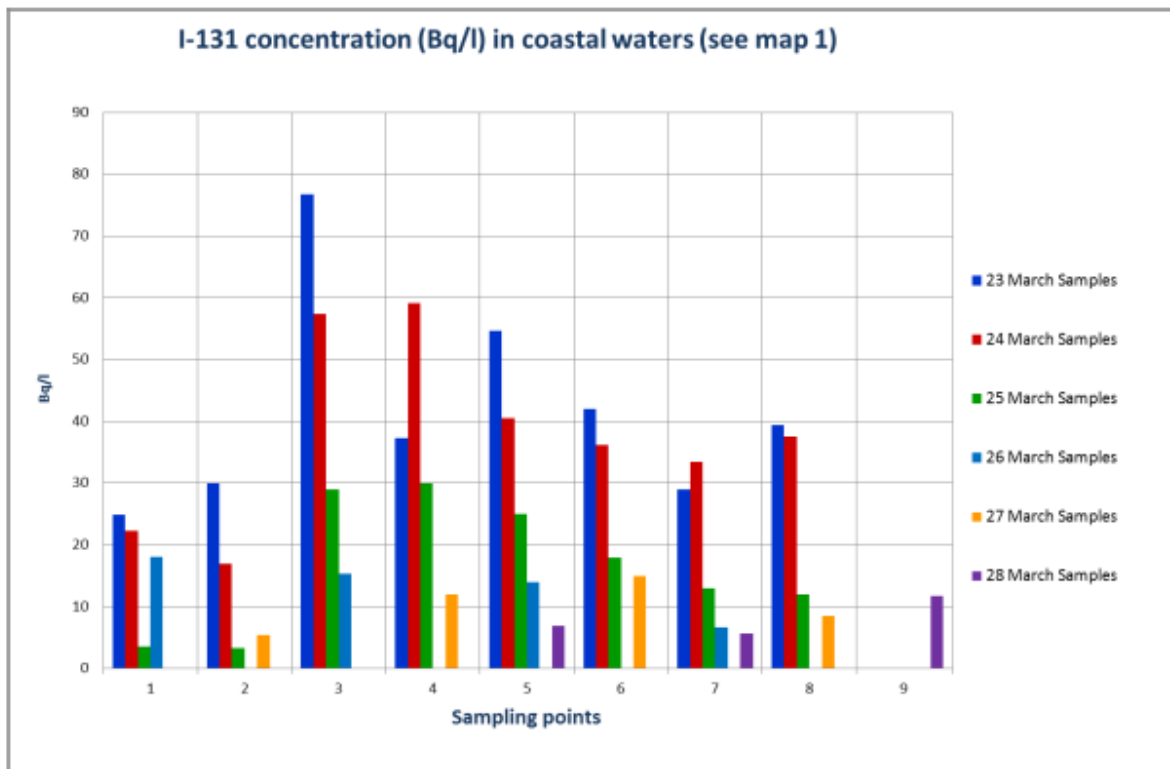 I-131 concentration (Bq/l) in coastal waters (see map 1)
90
80
70
60
50
40
30
20
10
0
Bq/l
1 2 3 4 5 6 7 8 9
Sampling points
23 March Samples
24 March Samples
25 March Samples
26 March Samples
27 March Samples
28 March Samples